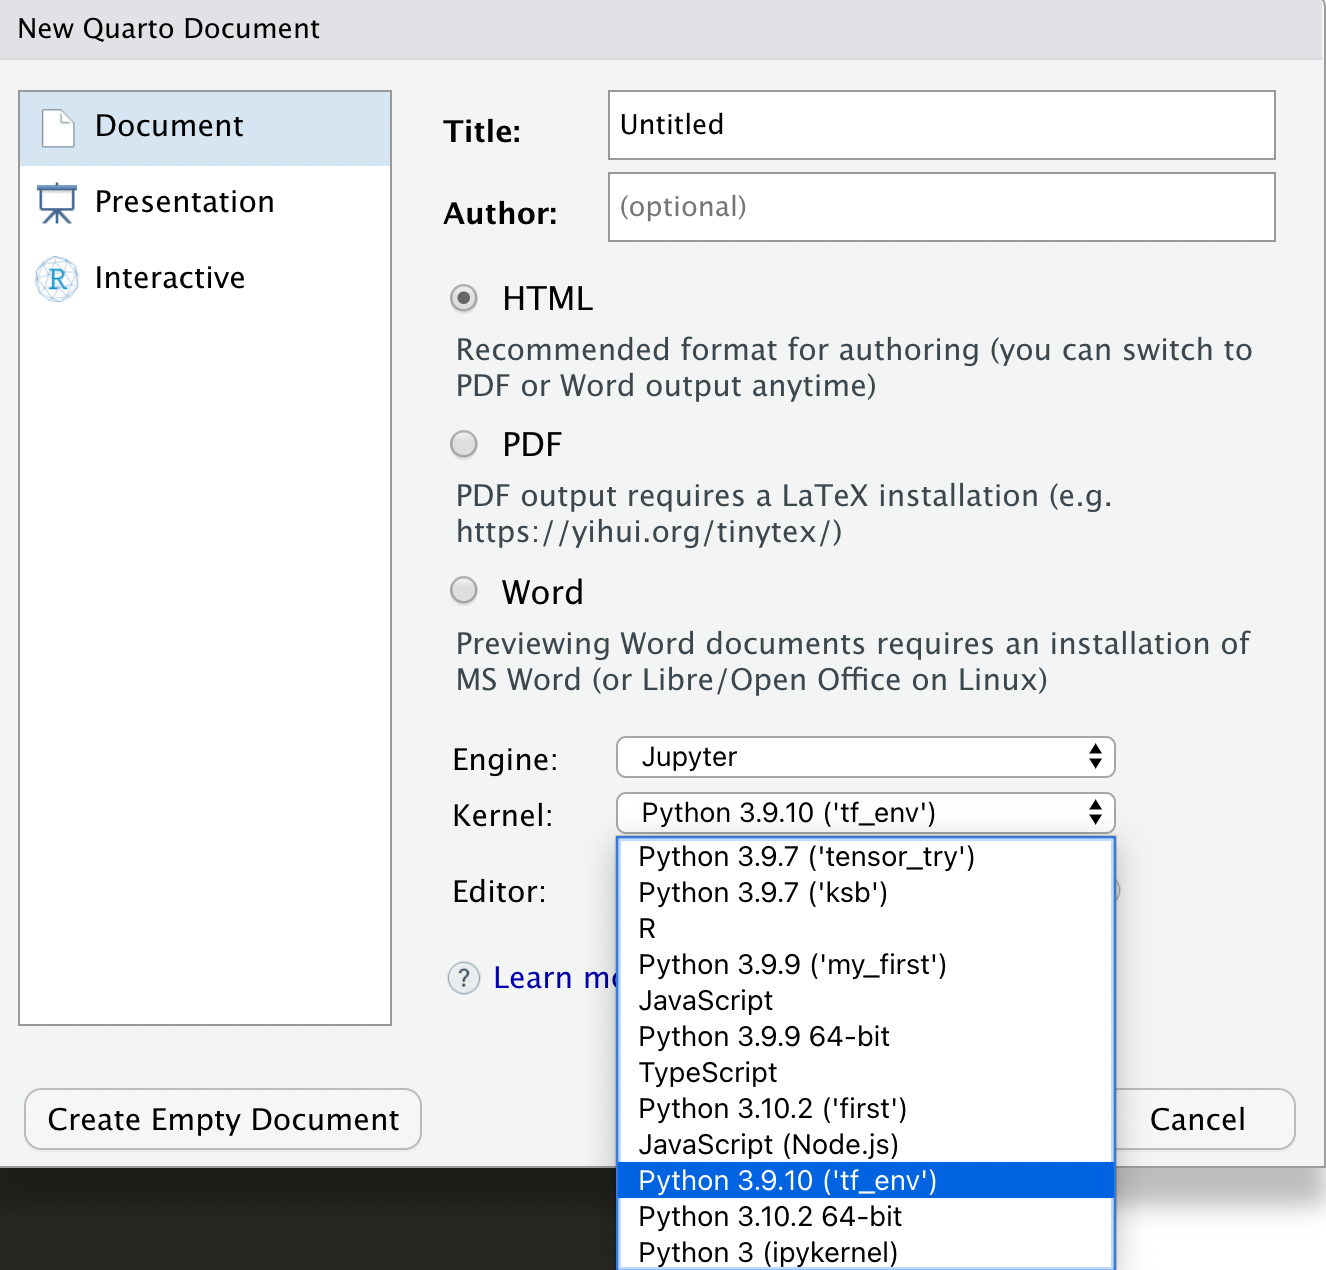 New Quarto Document
Document
Presentation
R Interactive
Title: Untitled
Author: (optional)
HTML
Recommended format for authoring (you can switch to
PDF or Word output anytime)
PDF
PDF output requires a LaTeX installation (e.g.
https://yihui.org/tinytex/)
Word
Previewing Word documents requires an installation of
MS Word (or Libre/Open Office on Linux)
Engine: Jupyter
Kernel: Python 3.9.10 ('tf_env')
Python 3.9.7 ('tensor_try')
Editor:
Python 3.9.7 ('ksb')
R
Python 3.9.9 ('my_first')
? Learn
JavaScript
Python 3.9.9 64-bit
TypeScript
Python 3.10.2 ('first')
JavaScript (Node.js)
Python 3.9.10 ('tf_env')
Python 3.10.2 64-bit
Python 3 (ipykernel)
Create Empty Document
Cancel